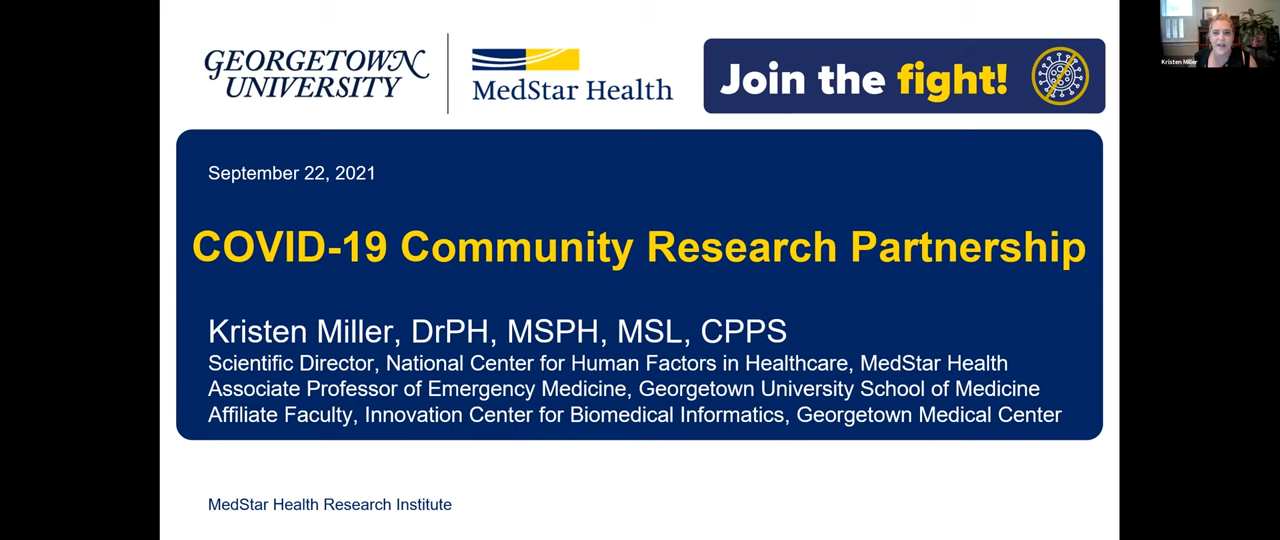 GEORGETOWN
UNIVERSITY
MedStar Health
Join the fight!
Kristen Miller
September 22, 2021
COVID-19 Community Research Partnership
Kristen Miller, DrPH, MSPH, MSL, CPPS
Scientific Director, National Center for Human Factors in Healthcare, MedStar Health
Associate Professor of Emergency Medicine, Georgetown University School of Medicine
Affiliate Faculty, Innovation Center for Biomedical Informatics, Georgetown Medical Center
MedStar Health Research Institute